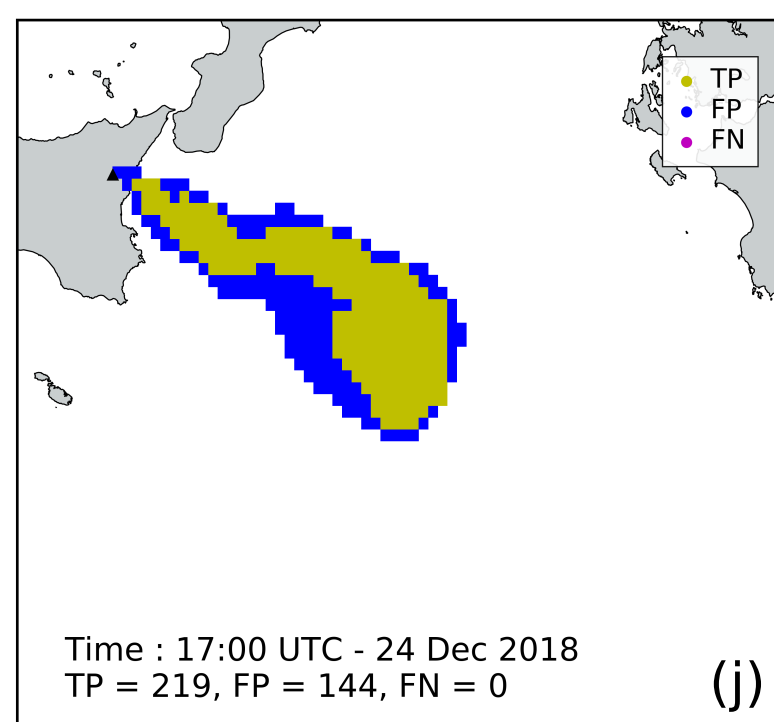 TP
FP
FN
Time : 17:00 UTC - 24 Dec 2018
TP = 219, FP = 144, FN = 0
(j)